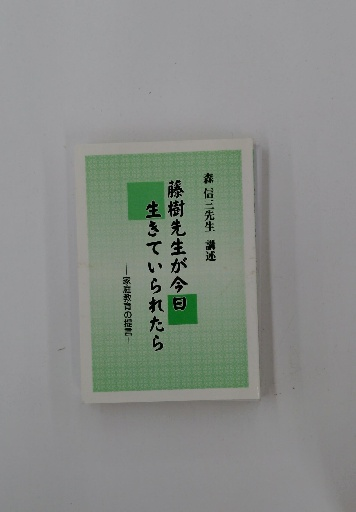 森信三先生 講述
藤樹先生が今日
生きていられたら
―家庭教育の提言―